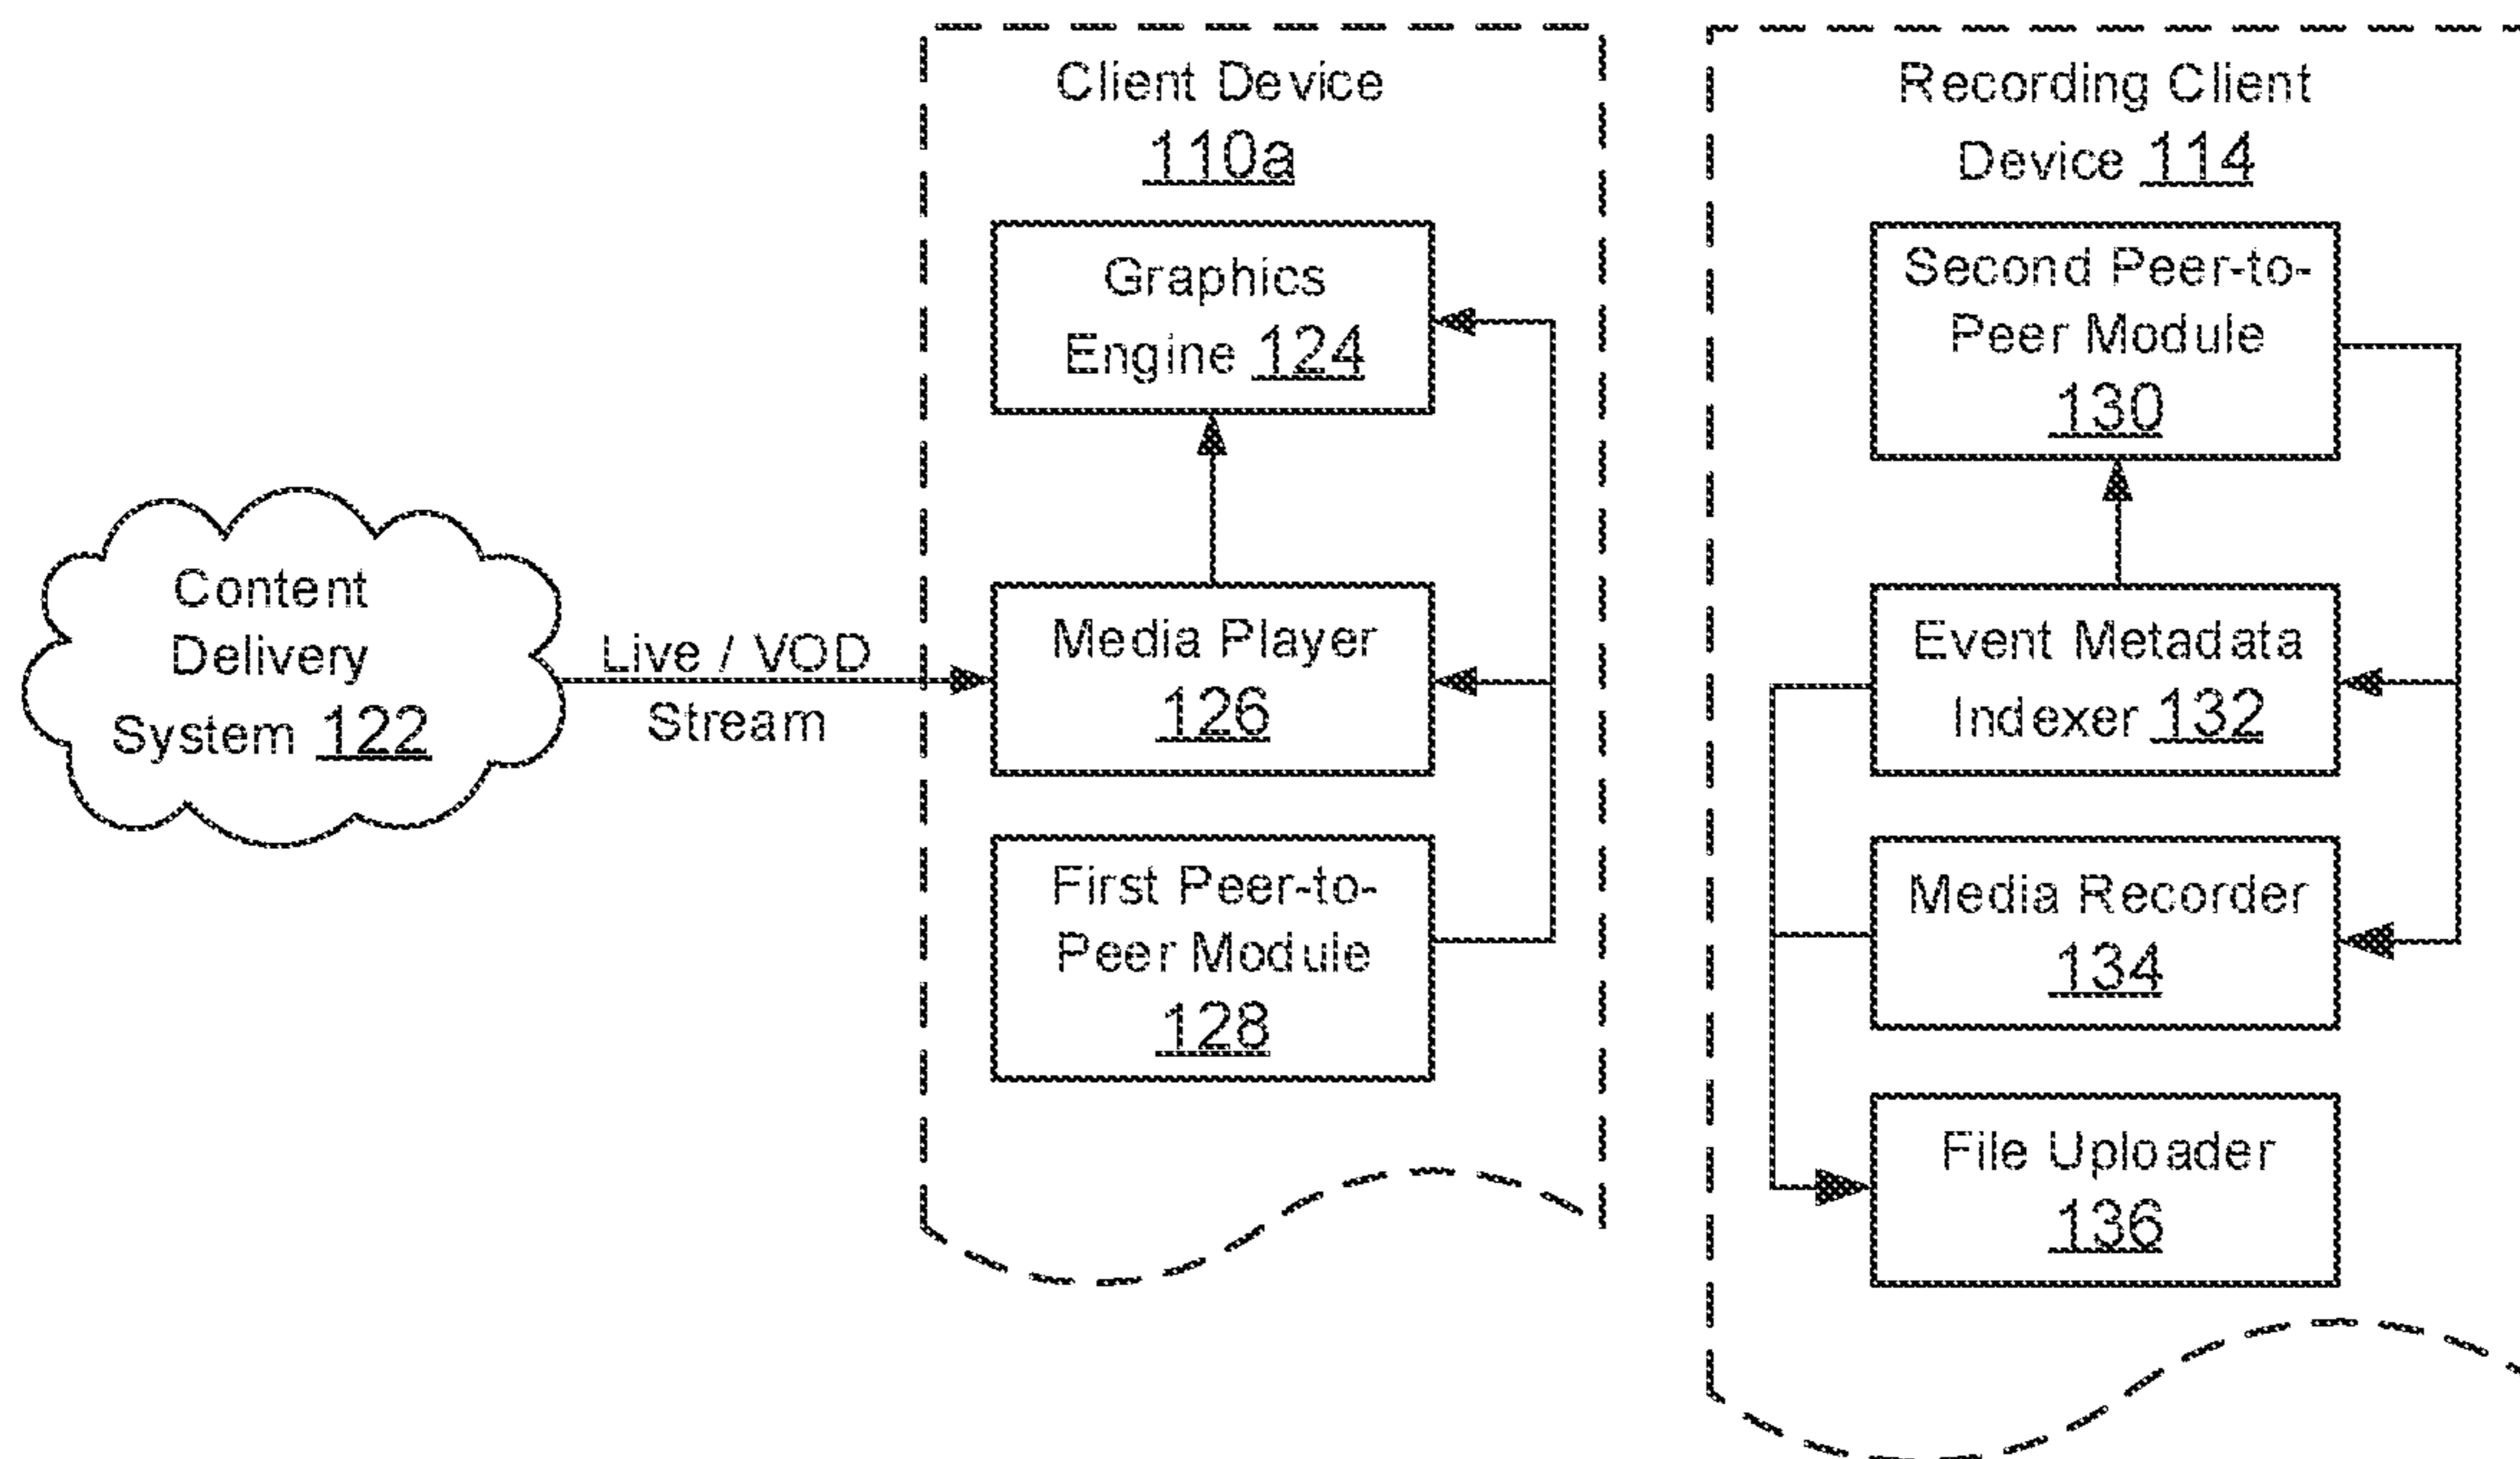 Content
Delivery
System 122
Live / VOD
Stream
Client Device
110a
Graphics
Engine 124
Media Player
126
First Peer-to-
Peer Module
128
Recording Client
Device 114
Second Peer-to-
Peer Module
130
Event Metadata
Indexer 132
Media Recorder
134
File Uploader
136